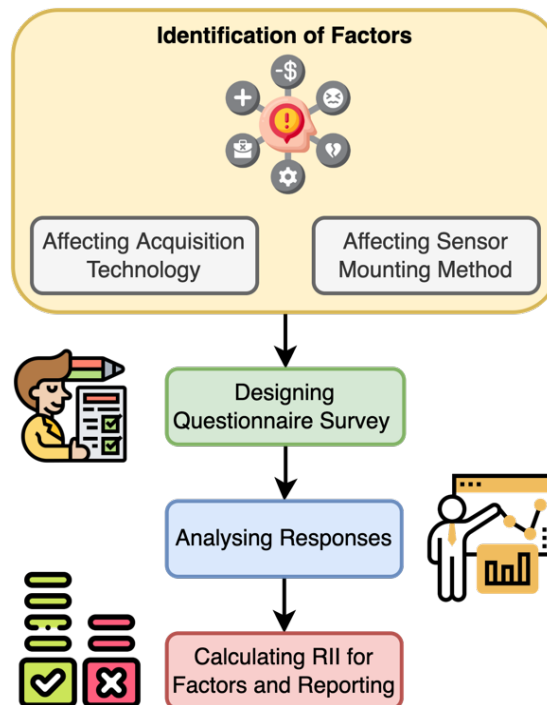 Identification of Factors
-$
Affecting Acquisition
Technology
Affecting Sensor
Mounting Method
Designing
Questionnaire Survey
Analysing Responses
Calculating RII for
Factors and Reporting